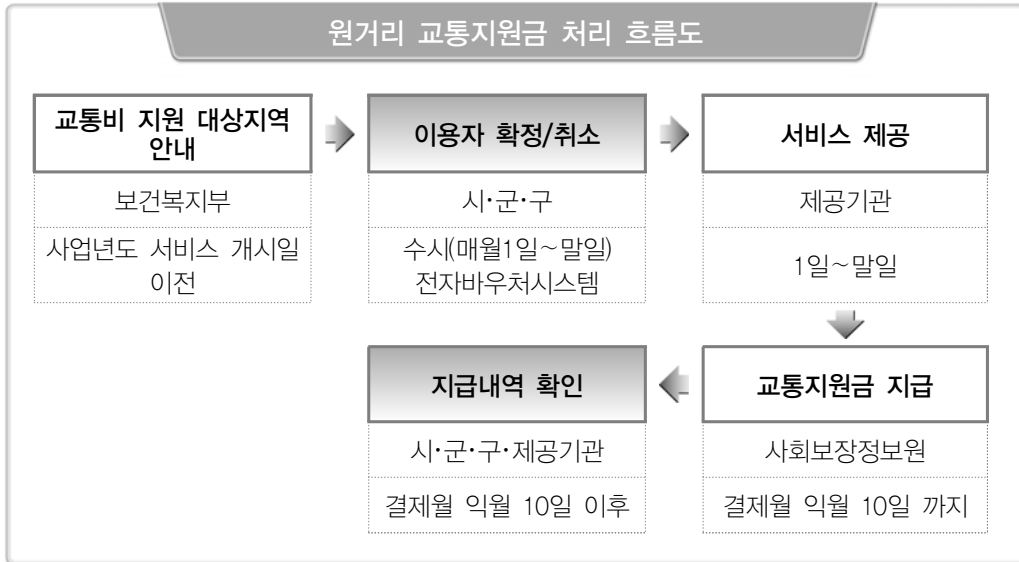 원거리 교통지원금 처리 흐름도
교통비 지원 대상지역
안내
보건복지부
사업년도 서비스 개시일
이전
이용자 확정/취소
시·군·구
수시(매월1일~말일)
전자바우처시스템
서비스 제공
제공기관
1일~말일
교통지원금 지급
사회보장정보원
결제월 익월 10일 까지
지급내역 확인
시·군·구·제공기관
결제월 익월 10일 이후